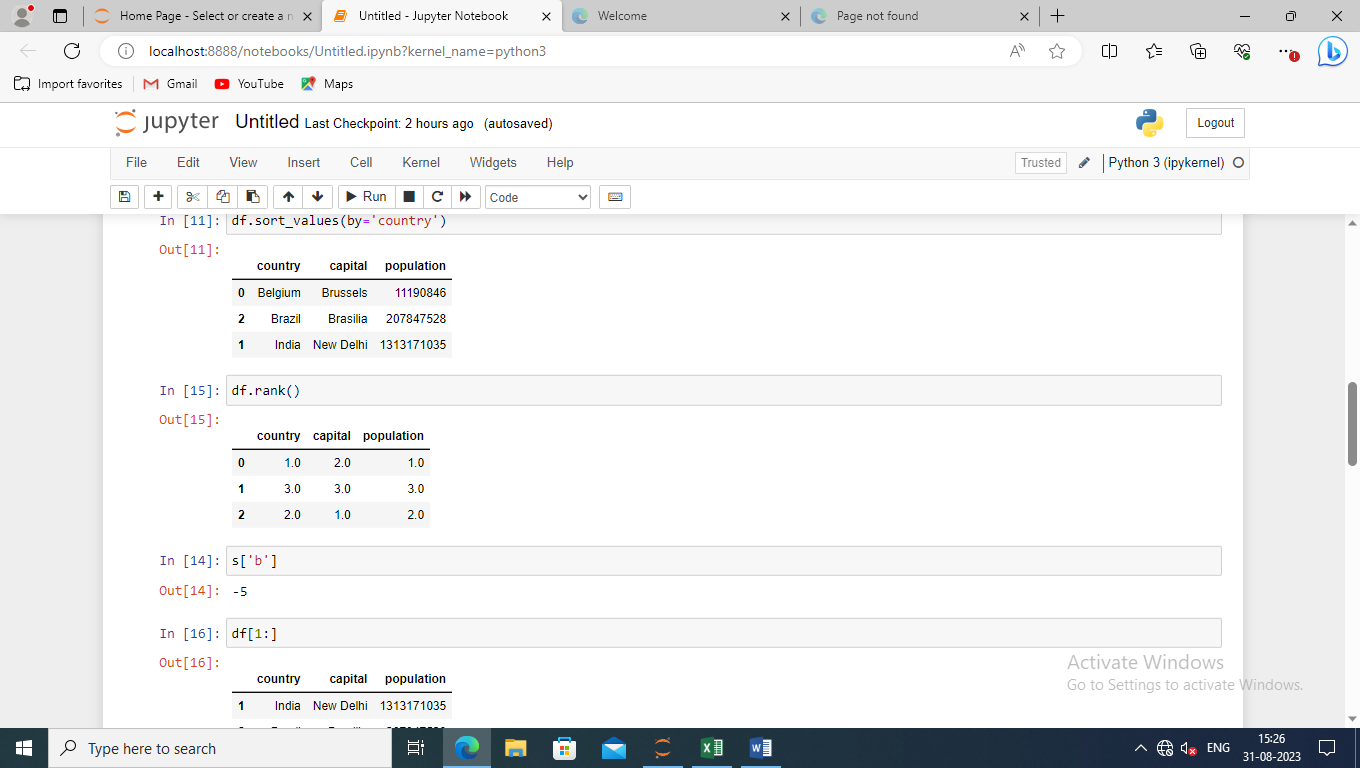 Home Page - Select or create a n
Untitled - Jupyter Notebook
Welcome
Page not found
localhost:8888/notebooks/Untitled.ipynb?kernel_name=python3
Import favorites
Gmail
YouTube
Maps
jupyter Untitled Last Checkpoint: 2 hours ago (autosaved)
Logout
File Edit View Insert Cell Kernel Widgets Help
Trusted
Python 3 (ipykernel)
Run
Code
In [11]: df.sort_values(by='country')
Out[11]:
country capital population
0 Belgium Brussels 11190846
2 Brazil Brasilia 207847528
1 India New Delhi 1313171035
In [15]: df.rank()
Out[15]:
country capital population
0 1.0 2.0 1.0
1 3.0 3.0 3.0
2 2.0 1.0 2.0
In [14]: s['b']
Out[14]: -5
In [16]: df[1:]
Out[16]:
country capital population
1 India New Delhi 1313171035
Activate Windows
Go to Settings to activate Windows.
Type here to search
ENG
15:26
31-08-2023